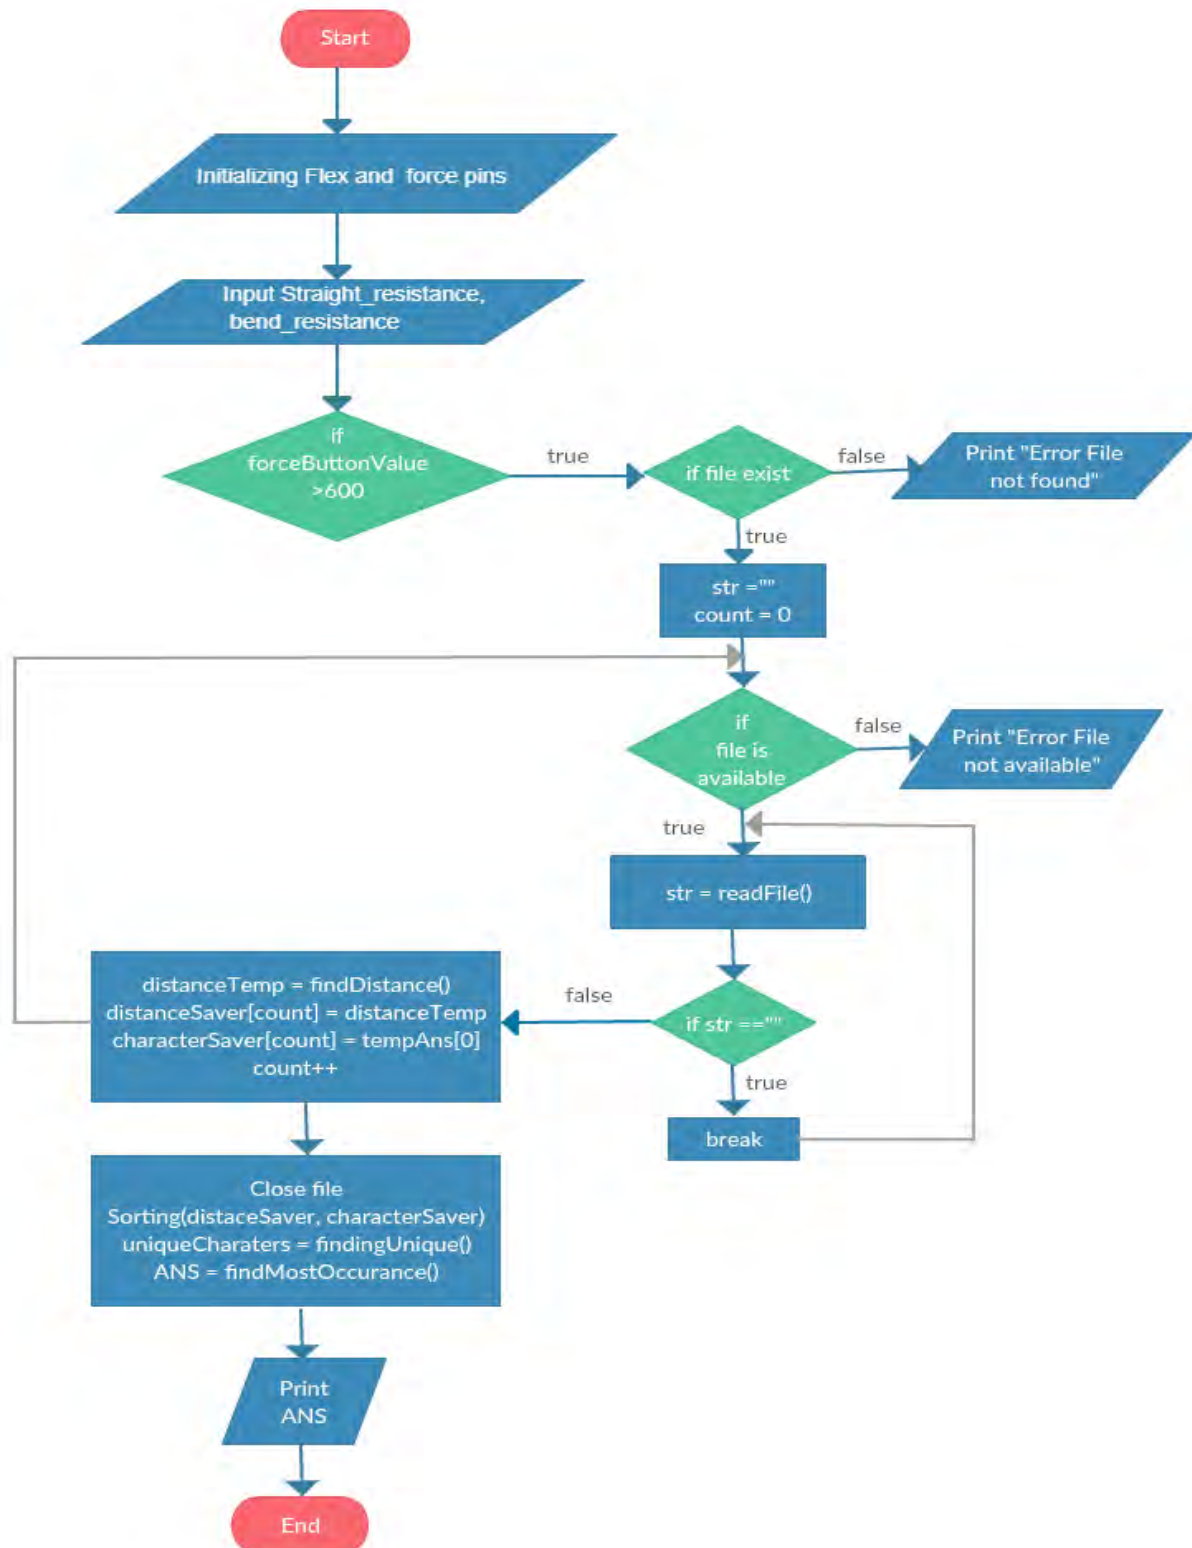 Start
Initializing Flex and force pins
Input Straight_resistance,
bend_resistance
if
forceButtonValue
>600
true
if file exist
false
Print "Error File
not found"
true
str =""
count = 0
if
file is
available
false
Print "Error File
not available"
true
str = readFile()
if str ==""
false
distanceTemp = findDistance()
distanceSaver[count] = distanceTemp
characterSaver[count] = tempAns[0]
count++
true
break
Close file
Sorting(distaceSaver, characterSaver)
uniqueCharaters = findingUnique()
ANS = findMostOccurance()
Print
ANS
End